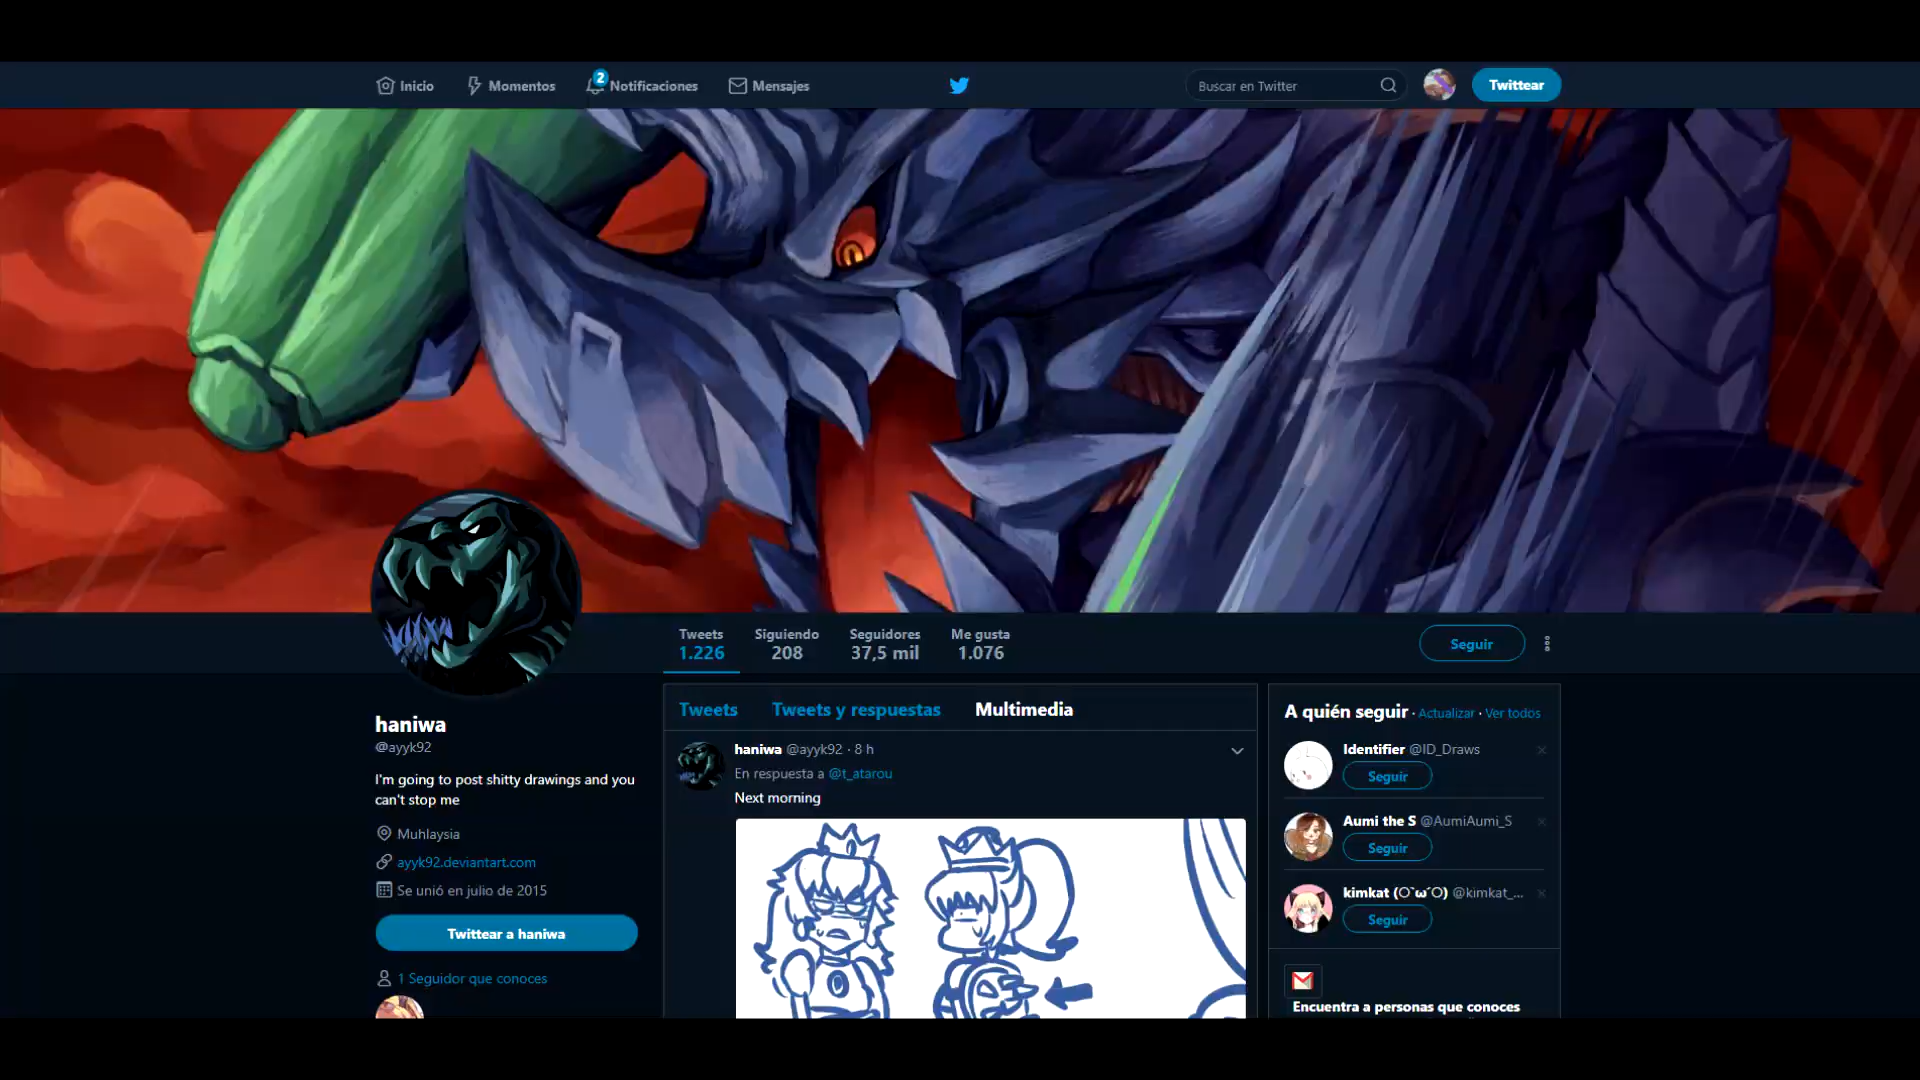 Inicio
Momentos
2
Notificaciones
Mensajes
Buscar en Twitter
Twittear
Tweets
1.226
Siguiendo
208
Seguidores
37,5 mil
Me gusta
1.076
Seguir
haniwa
@ayyk92
I'm going to post shitty drawings and you
can't stop me
Muhlaysia
ayyk92.deviantart.com
Se unió en julio de 2015
Twittear a haniwa
1 Seguidor que conoces
Tweets
Tweets y respuestas
Multimedia
haniwa @ayyk92 · 8 h
En respuesta a @t_atarou
Next morning
A quién seguir · Actualizar · Ver todos
Identifier @ID_Draws
Seguir
Aumi the S @AumiAumi_S
Seguir
kimkat (O`ω´O) @kimkat_...
Seguir
Encuentra a personas que conoces